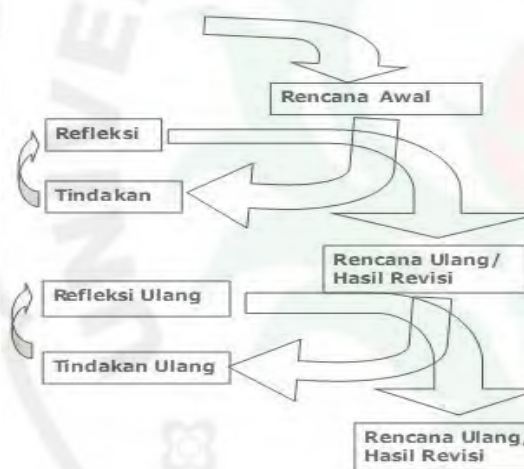 Rencana Awal
Refleksi
Tindakan
Rencana Ulang/
Hasil Revisi
Refleksi Ulang
Tindakan Ulang
Rencana Ulang/
Hasil Revisi